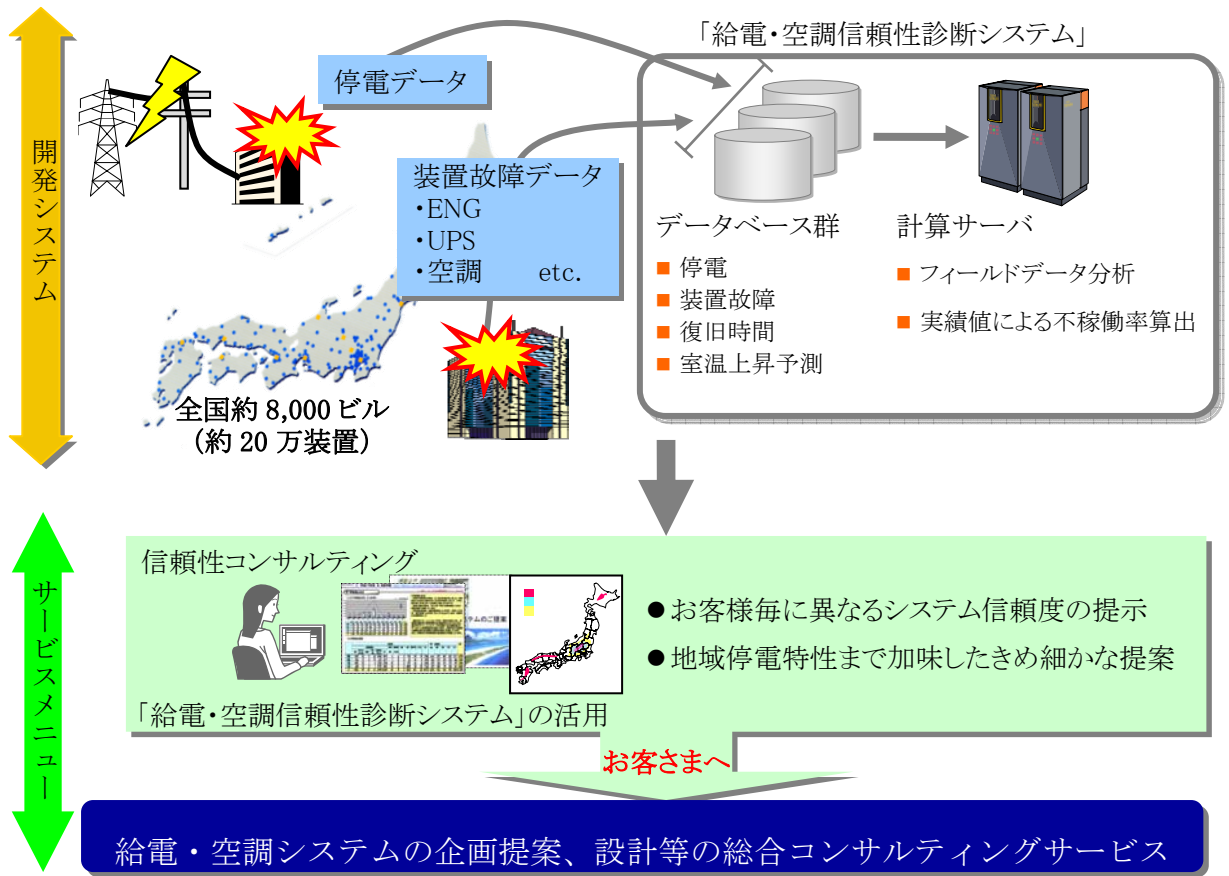 開発システム
停電データ
装置故障データ
・ENG
・UPS
・空調 etc.
全国約 8,000 ビル
(約 20 万装置)
「給電・空調信頼性診断システム」
データベース群
■ 停電
■ 装置故障
■ 復旧時間
■ 室温上昇予測
計算サーバ
■ フィールドデータ分析
■ 実績値による不稼働率算出
サービスメニュー
信頼性コンサルティング
テムのご提案
●お客様毎に異なるシステム信頼度の提示
●地域停電特性まで加味したきめ細かな提案
「給電・空調信頼性診断システム」の活用
お客さまへ
給電・空調システムの企画提案、設計等の総合コンサルティングサービス